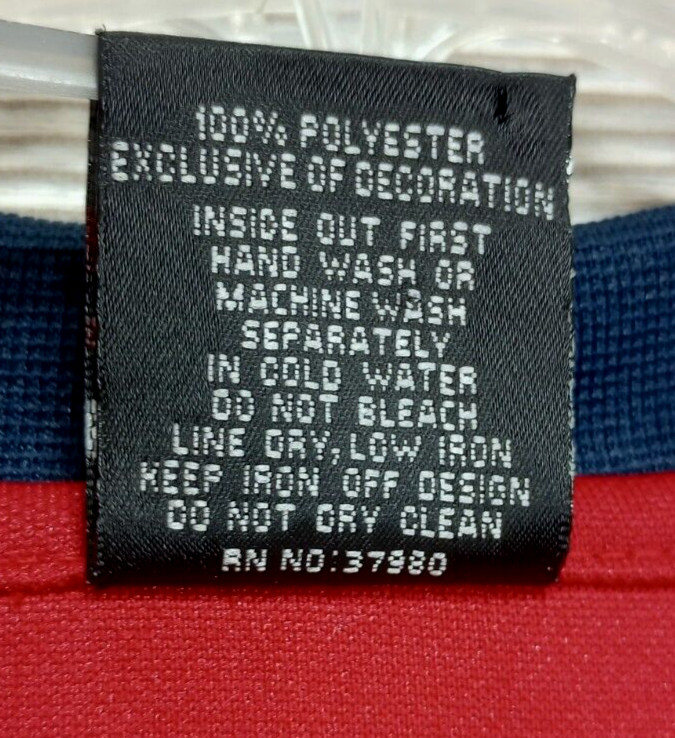 100% POLYESTER
EXCLUSIVE OF DECORATION
INSIDE OUT FIRST
HAND WASH OR
MACHINE WASH
SEPARATELY
IN COLD WATER
DO NOT BLEACH
LINE DRY, LOW IRON
KEEP IRON OFF DESIGN
DO NOT DRY CLEAN
RN NO:37980